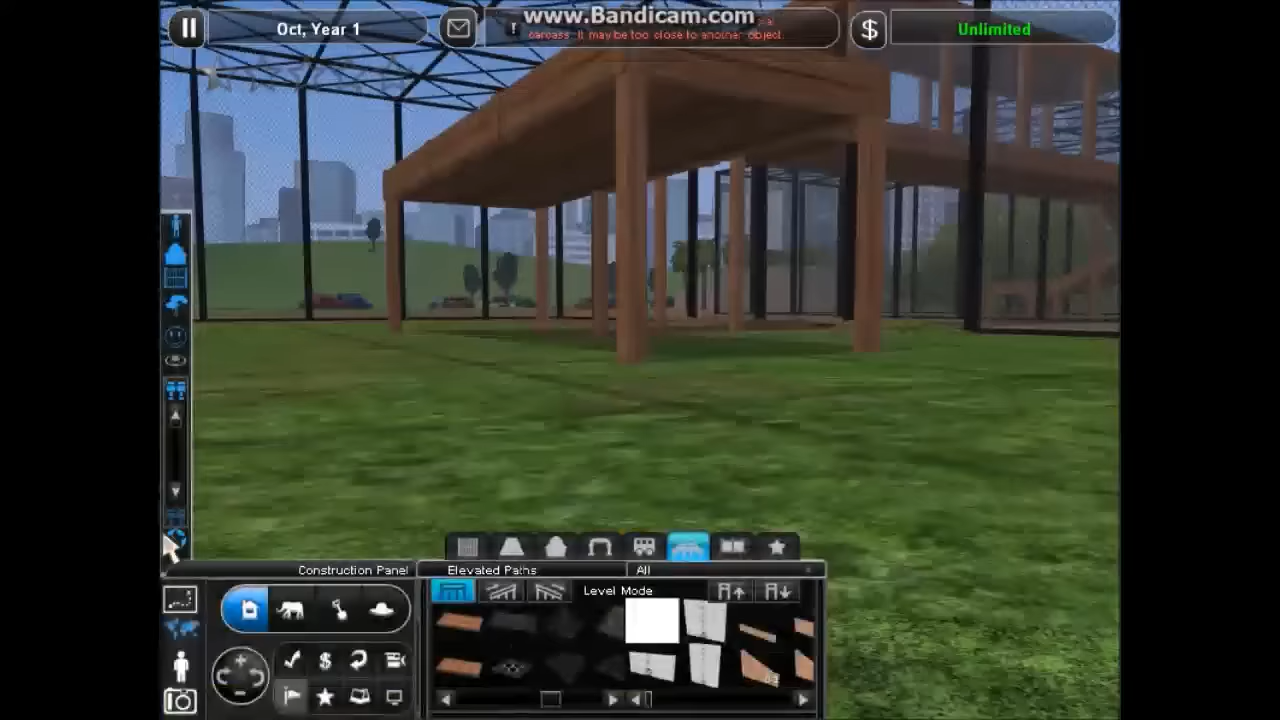 www.Bandicam.com
Oct, Year 1
!
carcass. It may be too close to another object.
$
Unlimited
Construction Panel
Elevated Paths
All
Level Mode